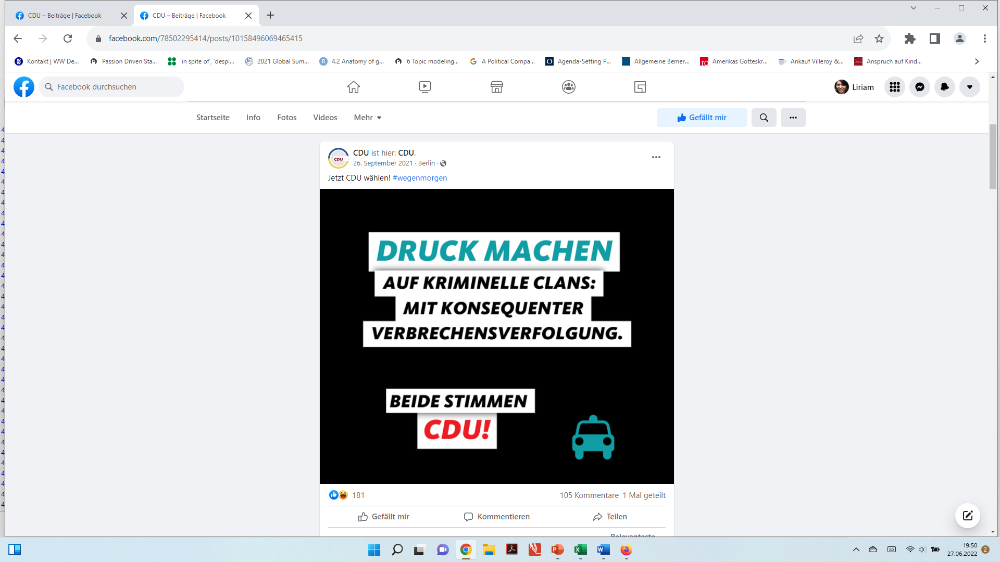 CDU – Beiträge | Facebook
CDU – Beiträge | Facebook
facebook.com/78502295414/posts/10158496069465415
Kontakt | WW De...
Passion Driven Sta...
'in spite of', 'despi...
2021 Global Sum...
R
4.2 Anatomy of g...
6 Topic modeling...
A Political Compa...
Agenda-Setting P...
Allgemeine Bemer...
ro
Amerikas Gotteskr...
Ankauf Villeroy &...
Anspruch auf Kind...
Facebook durchsuchen
Liriam
Startseite
Info
Fotos
Videos
Mehr
Gefällt mir
CDU
CDU ist hier: CDU.
26. September 2021 · Berlin ·
Jetzt CDU wählen! #wegenmorgen
DRUCK MACHEN
AUF KRIMINELLE CLANS:
MIT KONSEQUENTER
VERBRECHENSVERFOLGUNG.
BEIDE STIMMEN
CDU!
181
105 Kommentare 1 Mal geteilt
Gefällt mir
Kommentieren
Teilen
Relevanteste
19:50
27.06.2022
2